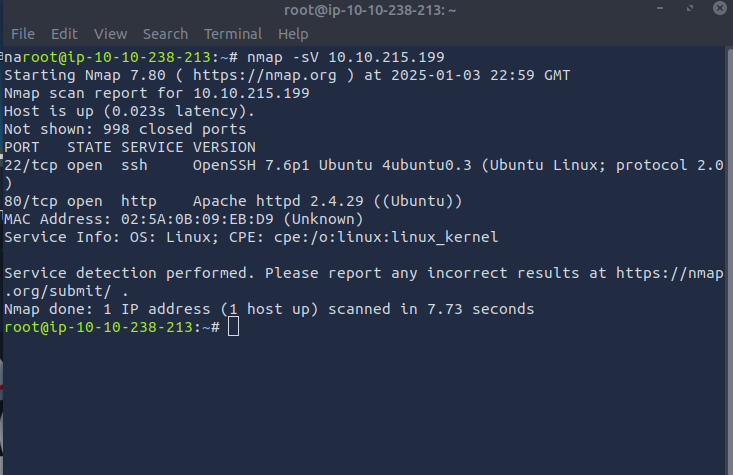 root@ip-10-10-238-213: ~
File Edit View Search Terminal Help
naroot@ip-10-10-238-213:~# nmap -sV 10.10.215.199
Starting Nmap 7.80 ( https://nmap.org ) at 2025-01-03 22:59 GMT
Nmap scan report for 10.10.215.199
Host is up (0.023s latency).
Not shown: 998 closed ports
PORT   STATE SERVICE VERSION
22/tcp open  ssh     OpenSSH 7.6p1 Ubuntu 4ubuntu0.3 (Ubuntu Linux; protocol 2.0
)
80/tcp open  http    Apache httpd 2.4.29 ((Ubuntu))
MAC Address: 02:5A:0B:09:EB:D9 (Unknown)
Service Info: OS: Linux; CPE: cpe:/o:linux:linux_kernel

Service detection performed. Please report any incorrect results at https://nmap
.org/submit/ .
Nmap done: 1 IP address (1 host up) scanned in 7.73 seconds
root@ip-10-10-238-213:~#